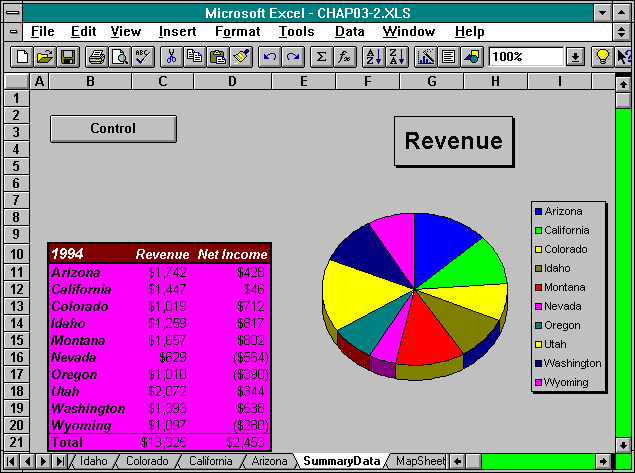 Microsoft Excel - CHAP03-2.XLS
File Edit View Insert Format Tools Data Window Help
ABC Σ fx A Z Z A 100% ?
A B C D E F G H I
1
2
3
4
5
6
7
8
9
10
11
12
13
14
15
16
17
18
19
20
21
Control
Revenue
1994 Revenue Net Income
Arizona $1,742 $428
California $1,447 $46
Colorado $1,019 $712
Idaho $1,259 $817
Montana $1,657 $802
Nevada $629 ($564)
Oregon $1,010 ($390)
Utah $2,072 $344
Washington $1,393 $538
Wyoming $1,097 ($280)
Total $13,325 $2,453
Arizona
California
Colorado
Idaho
Montana
Nevada
Oregon
Utah
Washington
Wyoming
Idaho Colorado California Arizona SummaryData MapSheet